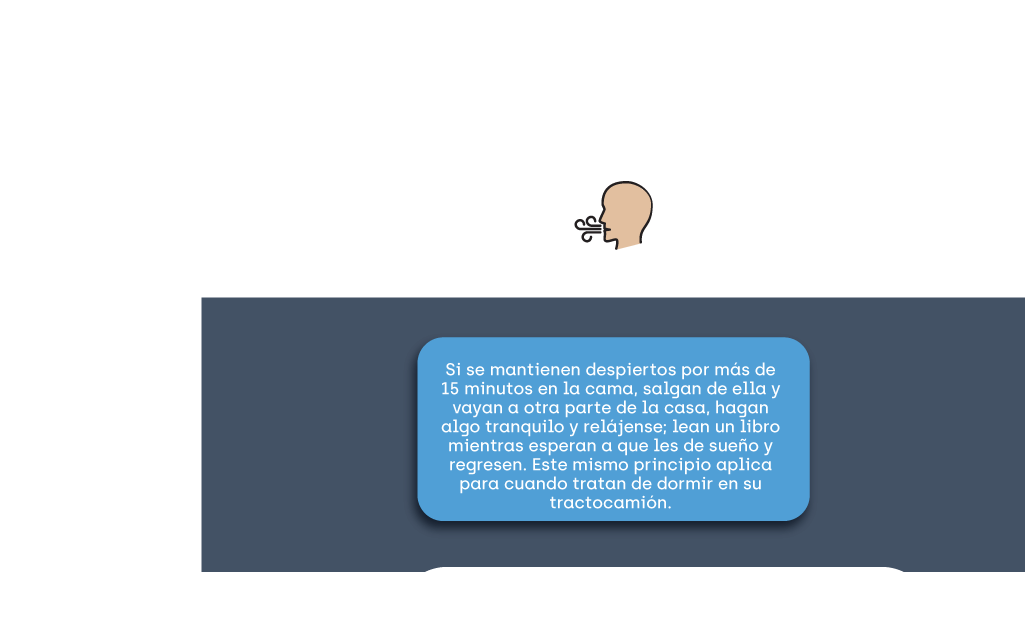 Si se mantienen despiertos por más de
15 minutos en la cama, salgan de ella y
vayan a otra parte de la casa, hagan
algo tranquilo y relájense; lean un libro
mientras esperan a que les de sueño y
regresen. Este mismo principio aplica
para cuando tratan de dormir en su
tractocamión.